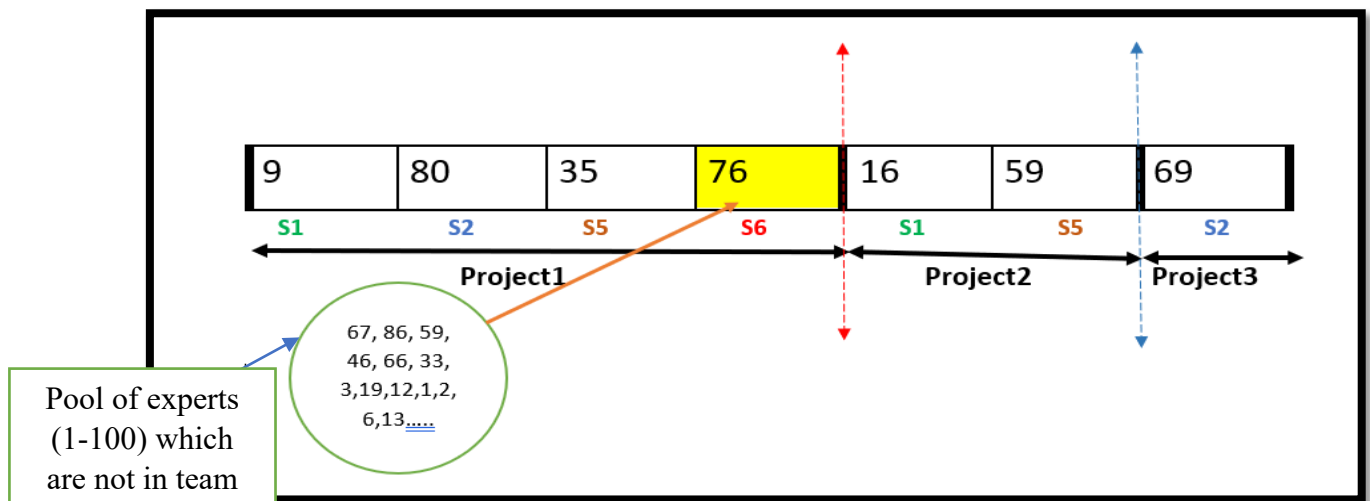 9 80 35 76 16 59 69
S1 S2 S5 S6 S1 S5 S2
Project1 Project2 Project3
67, 86, 59,
46, 66, 33,
3,19,12,1,2,
6,13.....
Pool of experts
(1-100) which
are not in team